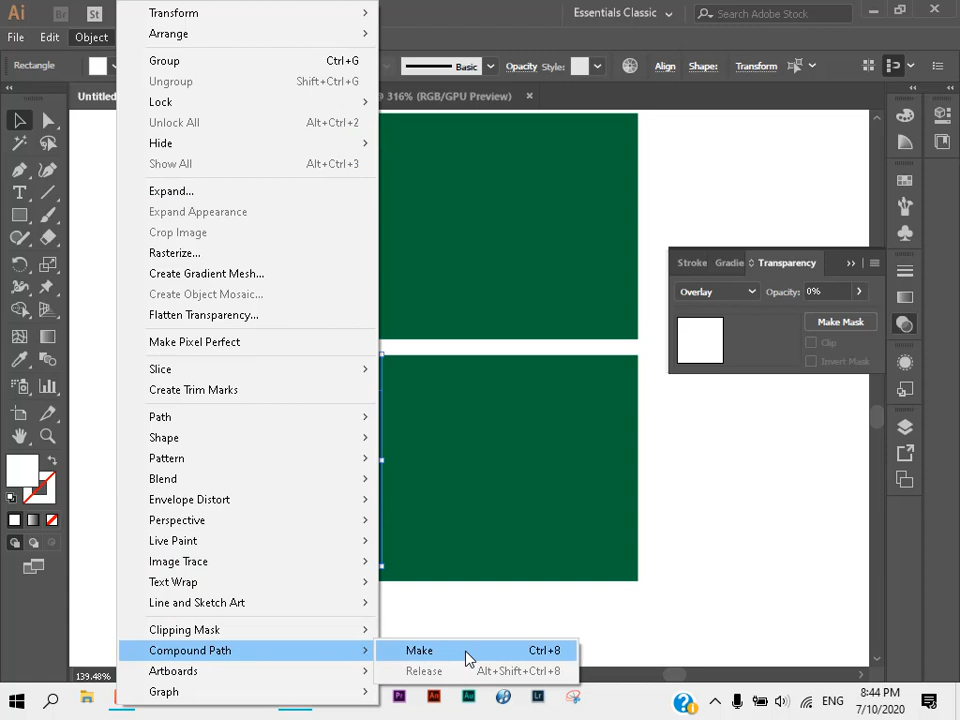 Ai Br St Essentials Classic Search Adobe Stock
File Edit Object
Rectangle Basic Opacity Style: Align Shape: Transform
Untitled @ 316% (RGB/GPU Preview)
Transform
Arrange
Group Ctrl+G
Ungroup Shift+Ctrl+G
Lock
Unlock All Alt+Ctrl+2
Hide
Show All Alt+Ctrl+3
Expand...
Expand Appearance
Crop Image
Rasterize...
Create Gradient Mesh...
Create Object Mosaic...
Flatten Transparency...
Make Pixel Perfect
Slice
Create Trim Marks
Path
Shape
Pattern
Blend
Envelope Distort
Perspective
Live Paint
Image Trace
Text Wrap
Line and Sketch Art
Clipping Mask
Compound Path
Artboards
Graph
Make Ctrl+8
Release Alt+Shift+Ctrl+8
Stroke Gradie Transparency
Overlay Opacity: 0%
Make Mask
Clip
Invert Mask
139.48%
Pr An Au Lr
ENG
8:44 PM
7/10/2020